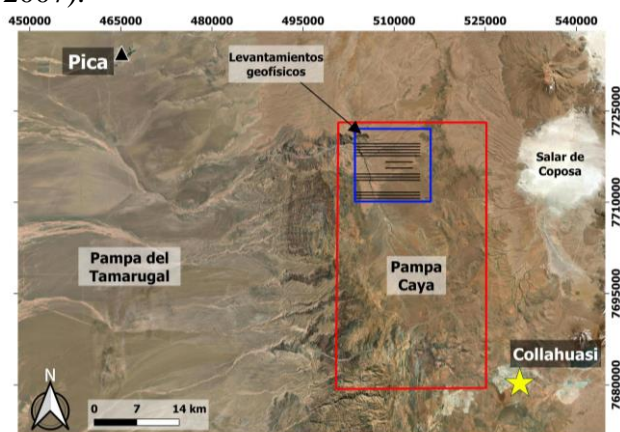 2007).
450000 465000 480000 495000 510000 525000 540000
Levantamientos
geofísicos
Pica
7725000
Salar de
Coposa
7710000
Pampa del
Tamarugal
Pampa
Caya
7695000
Collahuasi
7680000
N
0 7 14 km